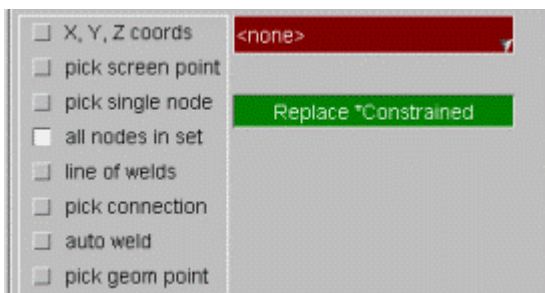 X, Y, Z coords
<none>
pick screen point
pick single node
Replace *Constrained
all nodes in set
line of welds
pick connection
auto weld
pick geom point